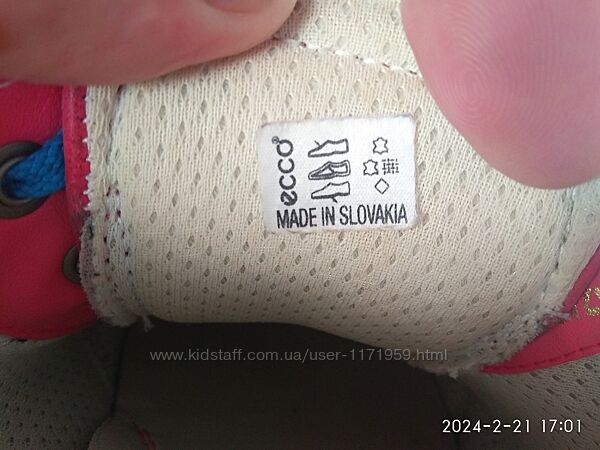 ecco®
MADE IN SLOVAKIA
www.kidstaff.com.ua/user-1171959.html
2024-2-21 17:01